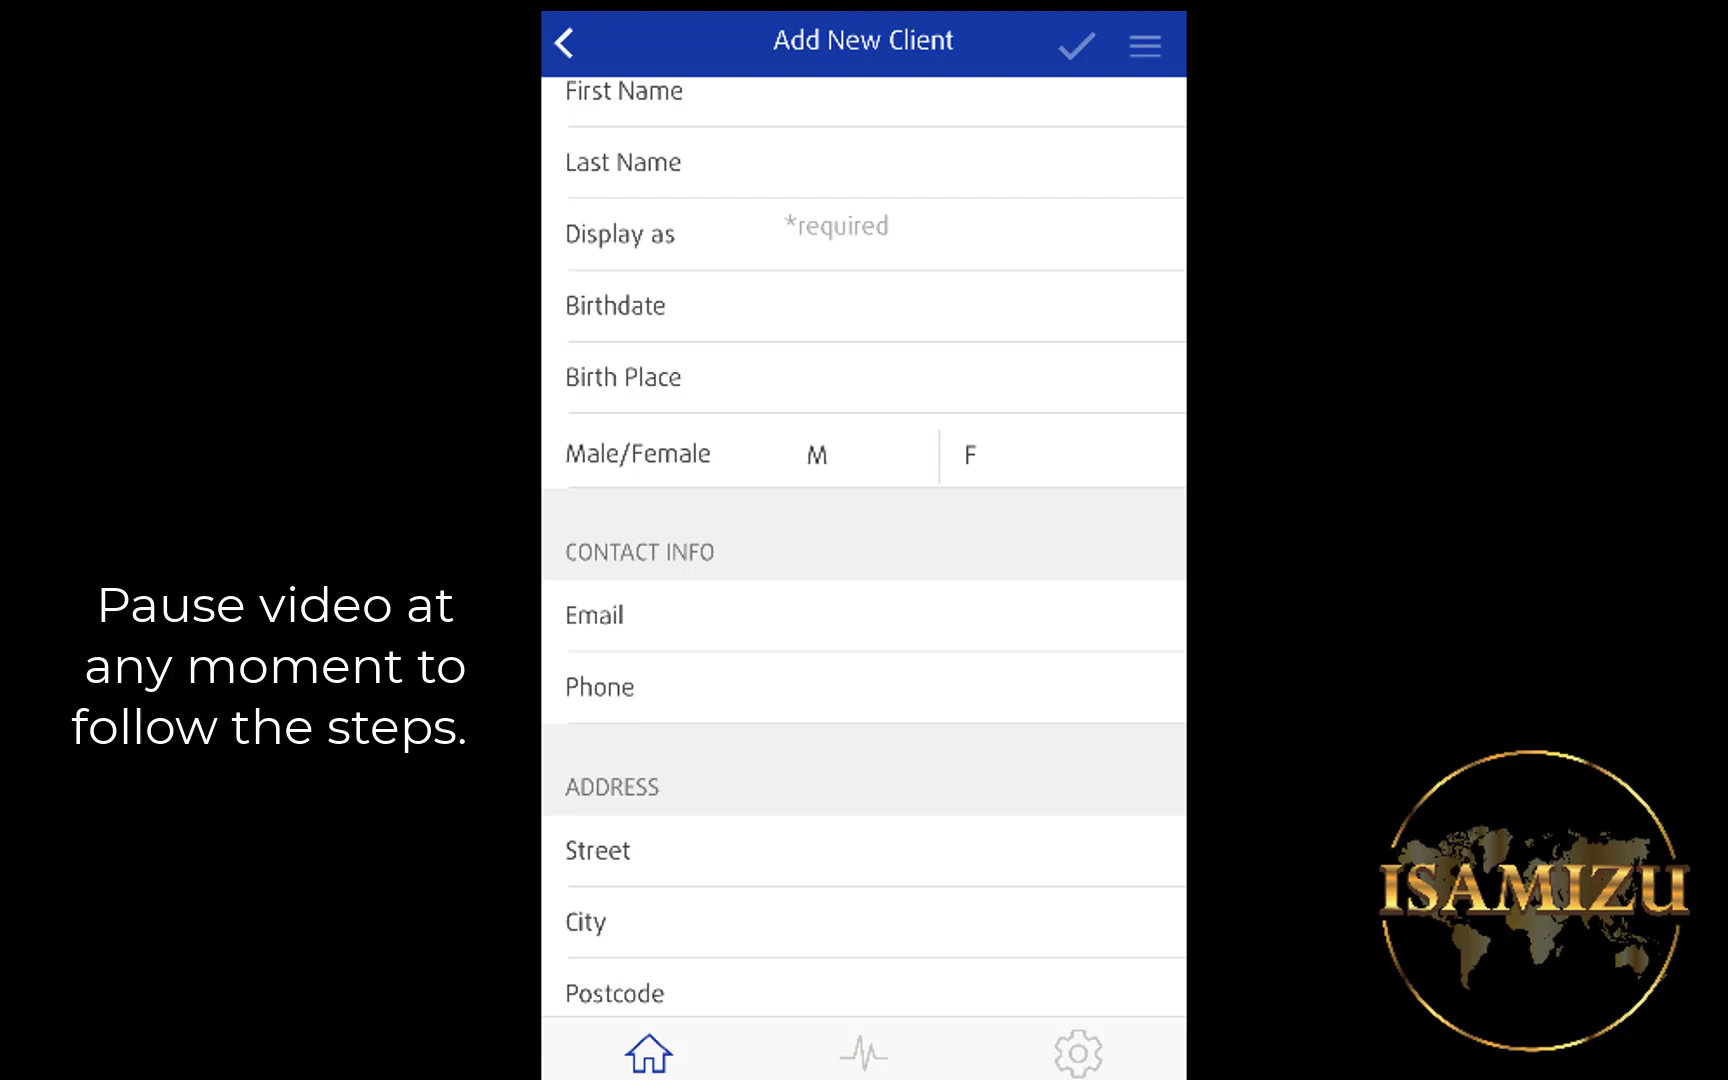 Add New Client
First Name
Last Name
Display as *required
Birthdate
Birth Place
Male/Female M F
CONTACT INFO
Email
Phone
ADDRESS
Street
City
Postcode
Pause video at
any moment to
follow the steps.
ISAMIZU